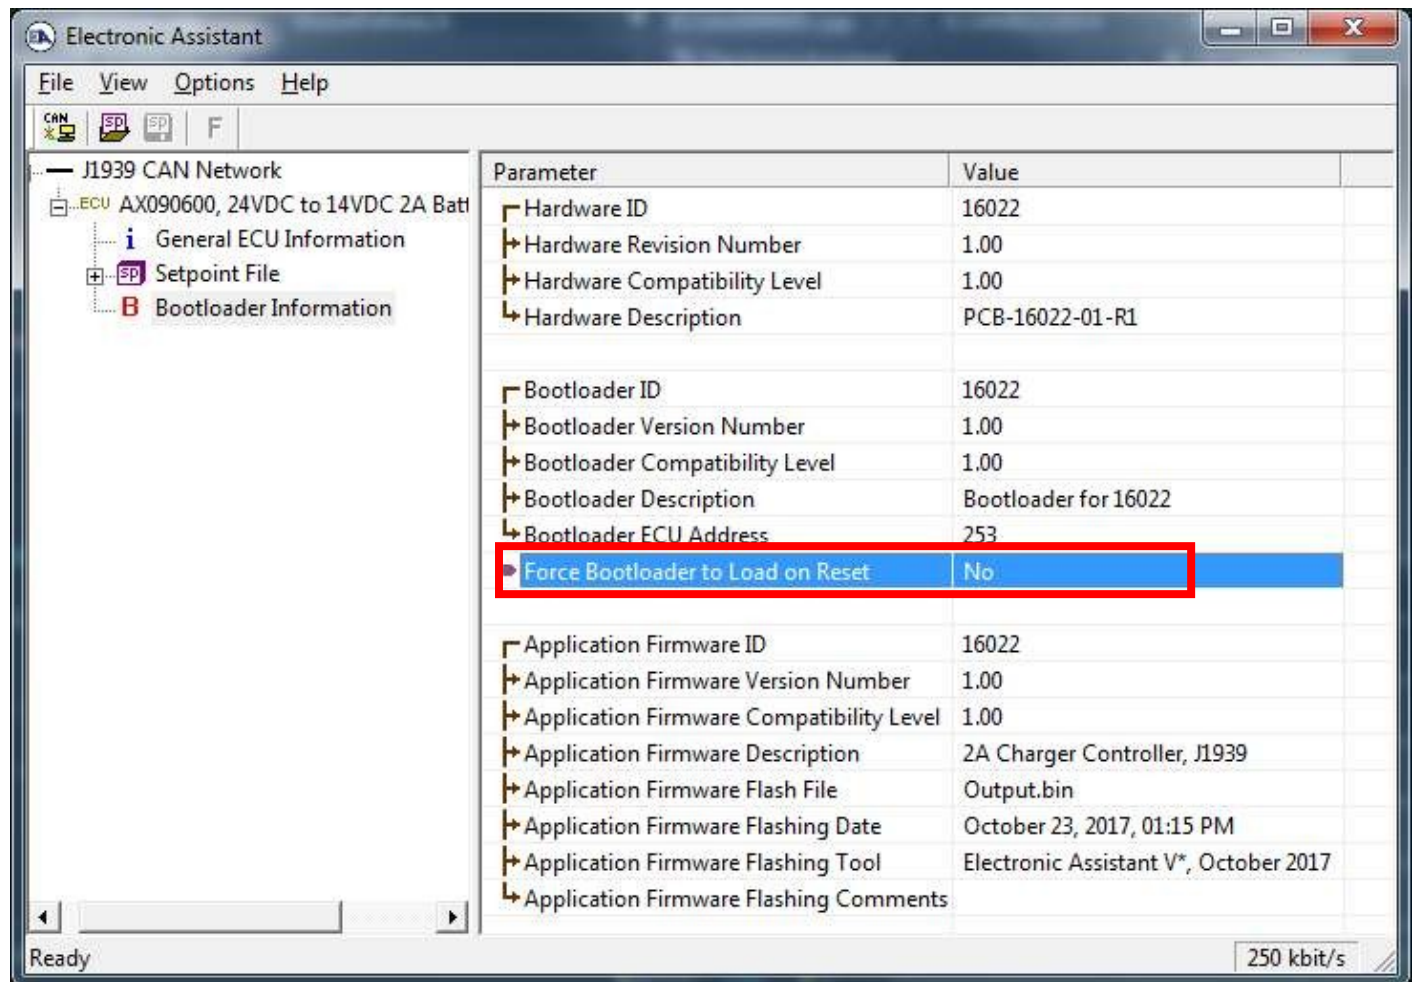 Electronic Assistant
File View Options Help
CAN SP SP F
J1939 CAN Network
ECU AX090600, 24VDC to 14VDC 2A Batt
i General ECU Information
SP Setpoint File
B Bootloader Information
Parameter Value
Hardware ID 16022
Hardware Revision Number 1.00
Hardware Compatibility Level 1.00
Hardware Description PCB-16022-01-R1
Bootloader ID 16022
Bootloader Version Number 1.00
Bootloader Compatibility Level 1.00
Bootloader Description Bootloader for 16022
Bootloader ECU Address 253
Force Bootloader to Load on Reset No
Application Firmware ID 16022
Application Firmware Version Number 1.00
Application Firmware Compatibility Level 1.00
Application Firmware Description 2A Charger Controller, J1939
Application Firmware Flash File Output.bin
Application Firmware Flashing Date October 23, 2017, 01:15 PM
Application Firmware Flashing Tool Electronic Assistant V*, October 2017
Application Firmware Flashing Comments
Ready 250 kbit/s